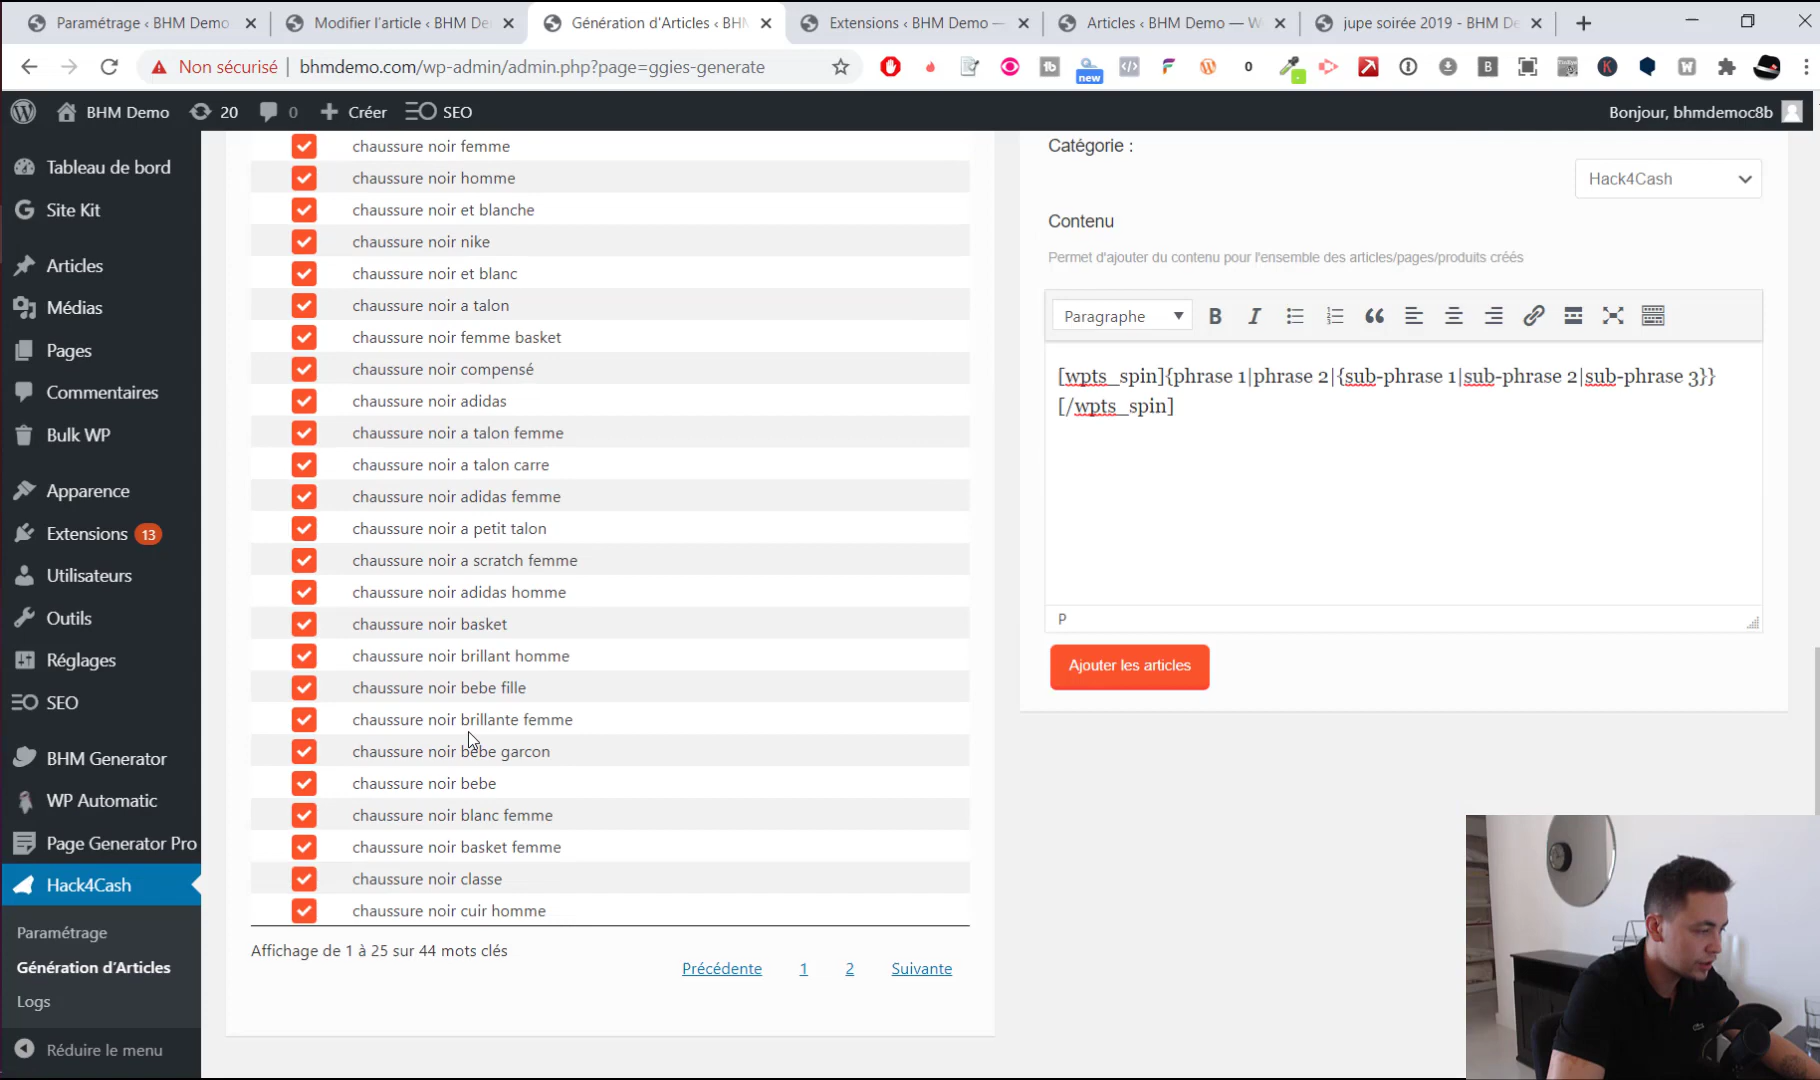 Paramétrage ‹ BHM Demo
Modifier l'article ‹ BHM De
Génération d'Articles ‹ BH
Extensions ‹ BHM Demo —
Articles ‹ BHM Demo — W
jupe soirée 2019 - BHM De
Non sécurisé
bhmdemo.com/wp-admin/admin.php?page=ggies-generate
new
0
BHM Demo
20
0
Créer
SEO
Bonjour, bhmdemoc8b
Tableau de bord
Site Kit
Articles
Médias
Pages
Commentaires
Bulk WP
Apparence
Extensions 13
Utilisateurs
Outils
Réglages
SEO
BHM Generator
WP Automatic
Page Generator Pro
Hack4Cash
Paramétrage
Génération d'Articles
Logs
Réduire le menu
chaussure noir femme
chaussure noir homme
chaussure noir et blanche
chaussure noir nike
chaussure noir et blanc
chaussure noir a talon
chaussure noir femme basket
chaussure noir compensé
chaussure noir adidas
chaussure noir a talon femme
chaussure noir a talon carre
chaussure noir adidas femme
chaussure noir a petit talon
chaussure noir a scratch femme
chaussure noir adidas homme
chaussure noir basket
chaussure noir brillant homme
chaussure noir bebe fille
chaussure noir brillante femme
chaussure noir bebe garcon
chaussure noir bebe
chaussure noir blanc femme
chaussure noir basket femme
chaussure noir classe
chaussure noir cuir homme
Affichage de 1 à 25 sur 44 mots clés
Précédente 1 2 Suivante
Catégorie :
Hack4Cash
Contenu
Permet d'ajouter du contenu pour l'ensemble des articles/pages/produits créés
Paragraphe
[wpts_spin]{phrase 1|phrase 2|{sub-phrase 1|sub-phrase 2|sub-phrase 3}}
[/wpts_spin]
P
Ajouter les articles